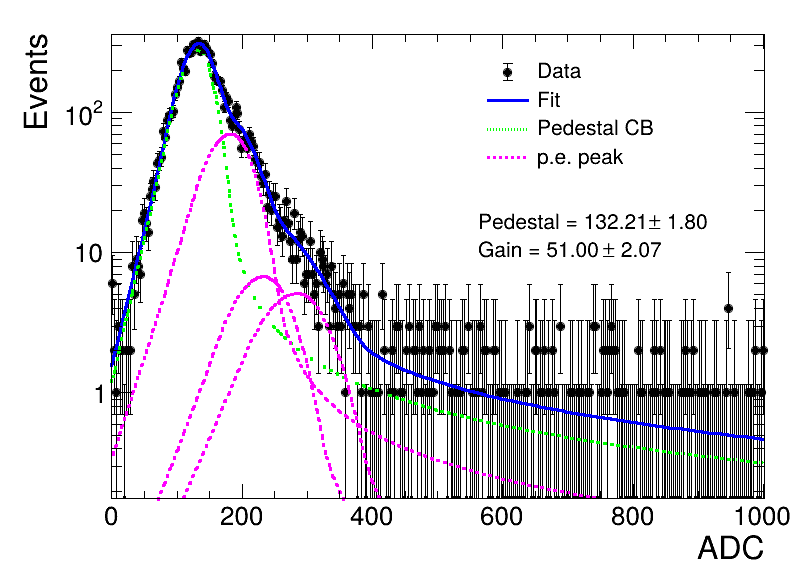 Events
10²
10
1
Data
Fit
Pedestal CB
p.e. peak
Pedestal = 132.21± 1.80
Gain = 51.00 ± 2.07
0 200 400 600 800 1000
ADC